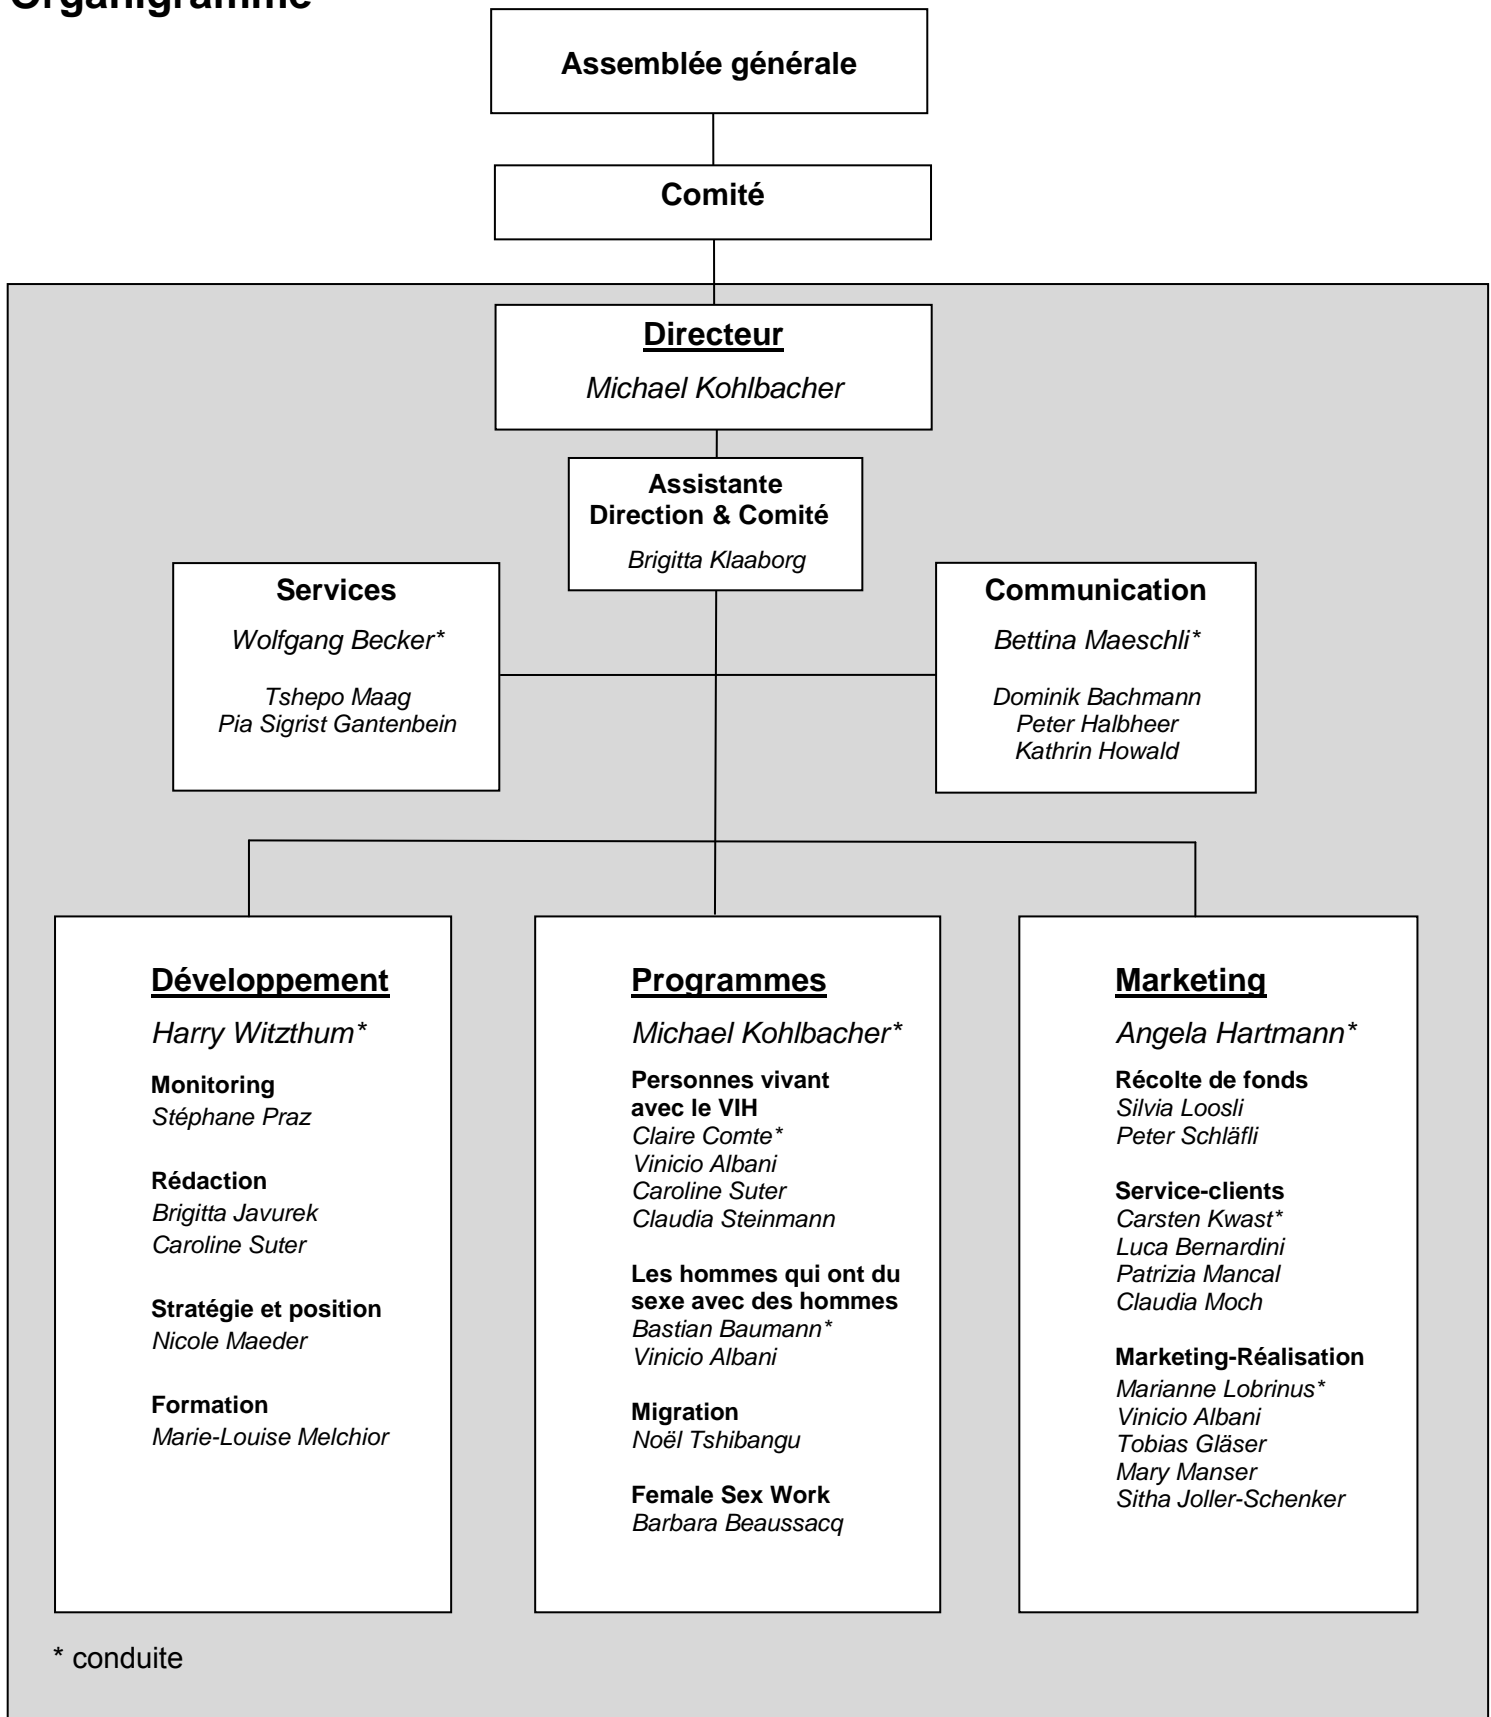 Organigramme
Assemblée générale
Comité
Directeur
Michael Kohlbacher
Assistante
Direction & Comité
Brigitta Klaaborg
Services
Wolfgang Becker*
Tshepo Maag
Pia Sigrist Gantenbein
Communication
Bettina Maeschli*
Dominik Bachmann
Peter Halbheer
Kathrin Howald
Développement
Harry Witzthum*
Monitoring
Stéphane Praz
Rédaction
Brigitta Javurek
Caroline Suter
Stratégie et position
Nicole Maeder
Formation
Marie-Louise Melchior
Programmes
Michael Kohlbacher*
Personnes vivant
avec le VIH
Claire Comte*
Vinicio Albani
Caroline Suter
Claudia Steinmann
Les hommes qui ont du
sexe avec des hommes
Bastian Baumann*
Vinicio Albani
Migration
Noël Tshibangu
Female Sex Work
Barbara Beaussacq
Marketing
Angela Hartmann*
Récolte de fonds
Silvia Loosli
Peter Schläfli
Service-clients
Carsten Kwast*
Luca Bernardini
Patrizia Mancal
Claudia Moch
Marketing-Réalisation
Marianne Lobrinus*
Vinicio Albani
Tobias Gläser
Mary Manser
Sitha Joller-Schenker
* conduite